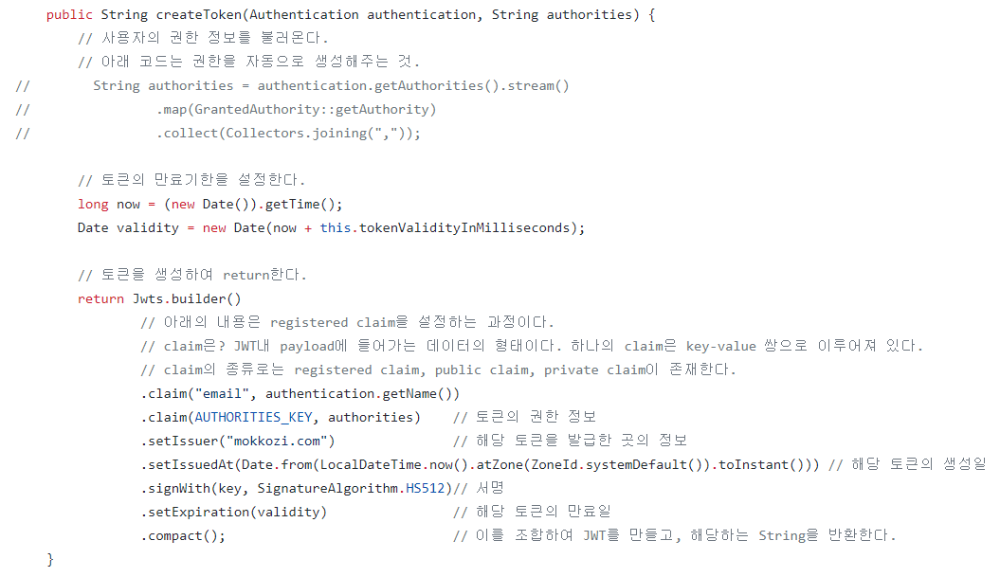 public String createToken(Authentication authentication, String authorities) {
// 사용자의 권한 정보를 불러온다.
// 아래 코드는 권한을 자동으로 생성해주는 것.
//        String authorities = authentication.getAuthorities().stream()
//                .map(GrantedAuthority::getAuthority)
//                .collect(Collectors.joining(","));
// 토큰의 만료기한을 설정한다.
long now = (new Date()).getTime();
Date validity = new Date(now + this.tokenValidityInMilliseconds);
// 토큰을 생성하여 return한다.
return Jwts.builder()
// 아래의 내용은 registered claim을 설정하는 과정이다.
// claim은? JWT내 payload에 들어가는 데이터의 형태이다. 하나의 claim은 key-value 쌍으로 이루어져 있다.
// claim의 종류로는 registered claim, public claim, private claim이 존재한다.
.claim("email", authentication.getName())
.claim(AUTHORITIES_KEY, authorities)    // 토큰의 권한 정보
.setIssuer("mokkozi.com")               // 해당 토큰을 발급한 곳의 정보
.setIssuedAt(Date.from(LocalDateTime.now().atZone(ZoneId.systemDefault()).toInstant())) // 해당 토큰의 생성일
.signWith(key, SignatureAlgorithm.HS512)// 서명
.setExpiration(validity)                // 해당 토큰의 만료일
.compact();                             // 이를 조합하여 JWT를 만들고, 해당하는 String을 반환한다.
}